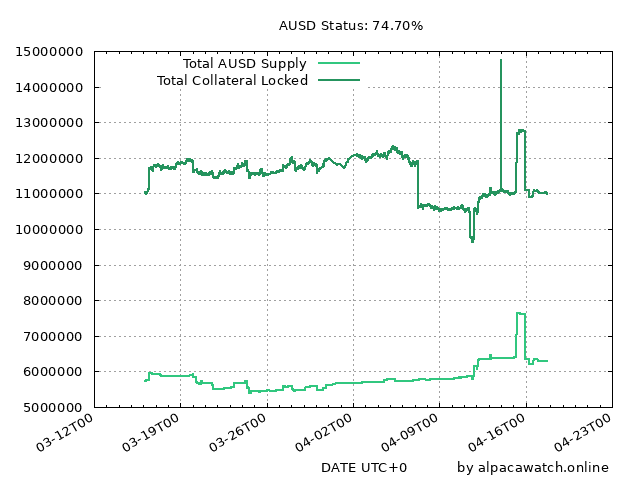 AUSD Status: 74.70%
15000000
14000000
13000000
12000000
11000000
10000000
9000000
8000000
7000000
6000000
5000000
Total AUSD Supply
Total Collateral Locked
03-12T00
03-19T00
03-26T00
04-02T00
04-09T00
04-16T00
04-23T00
DATE UTC+0
by alpacawatch.online